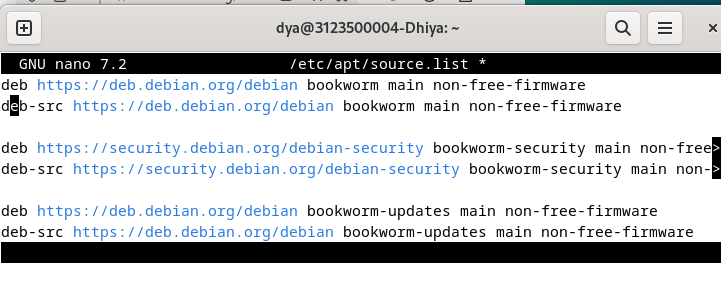 dya@3123500004-Dhiya: ~
GNU nano 7.2 /etc/apt/source.list *
deb https://deb.debian.org/debian bookworm main non-free-firmware
deb-src https://deb.debian.org/debian bookworm main non-free-firmware
deb https://security.debian.org/debian-security bookworm-security main non-free>
deb-src https://security.debian.org/debian-security bookworm-security main non->
deb https://deb.debian.org/debian bookworm-updates main non-free-firmware
deb-src https://deb.debian.org/debian bookworm-updates main non-free-firmware